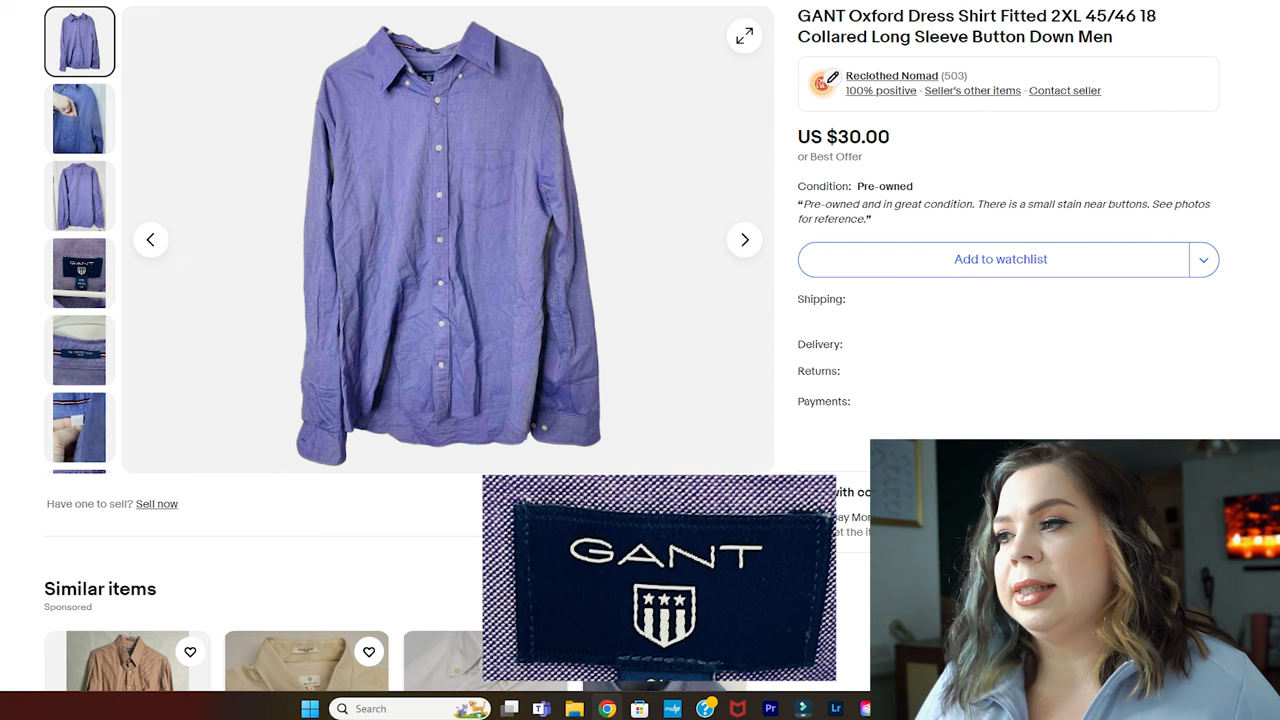 GANT Oxford Dress Shirt Fitted 2XL 45/46 18
Collared Long Sleeve Button Down Men
Reclothed Nomad (503)
100% positive · Seller's other items · Contact seller
US $30.00
or Best Offer
Condition: Pre-owned
“Pre-owned and in great condition. There is a small stain near buttons. See photos
for reference.”
Add to watchlist
Shipping:
Delivery:
Returns:
Payments:
Have one to sell? Sell now
GANT
GANT
Similar items
Sponsored
Search
Pr
Lr